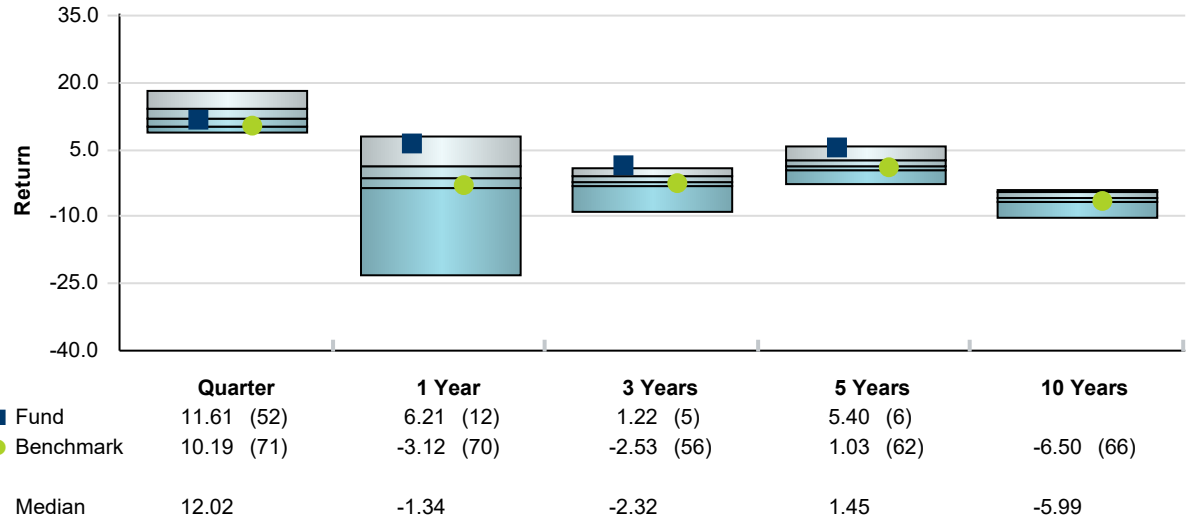 35.0
20.0
5.0
-10.0
-25.0
-40.0
Return
Quarter 1 Year 3 Years 5 Years 10 Years
Fund 11.61 (52) 6.21 (12) 1.22 (5) 5.40 (6)
Benchmark 10.19 (71) -3.12 (70) -2.53 (56) 1.03 (62) -6.50 (66)
Median 12.02 -1.34 -2.32 1.45 -5.99